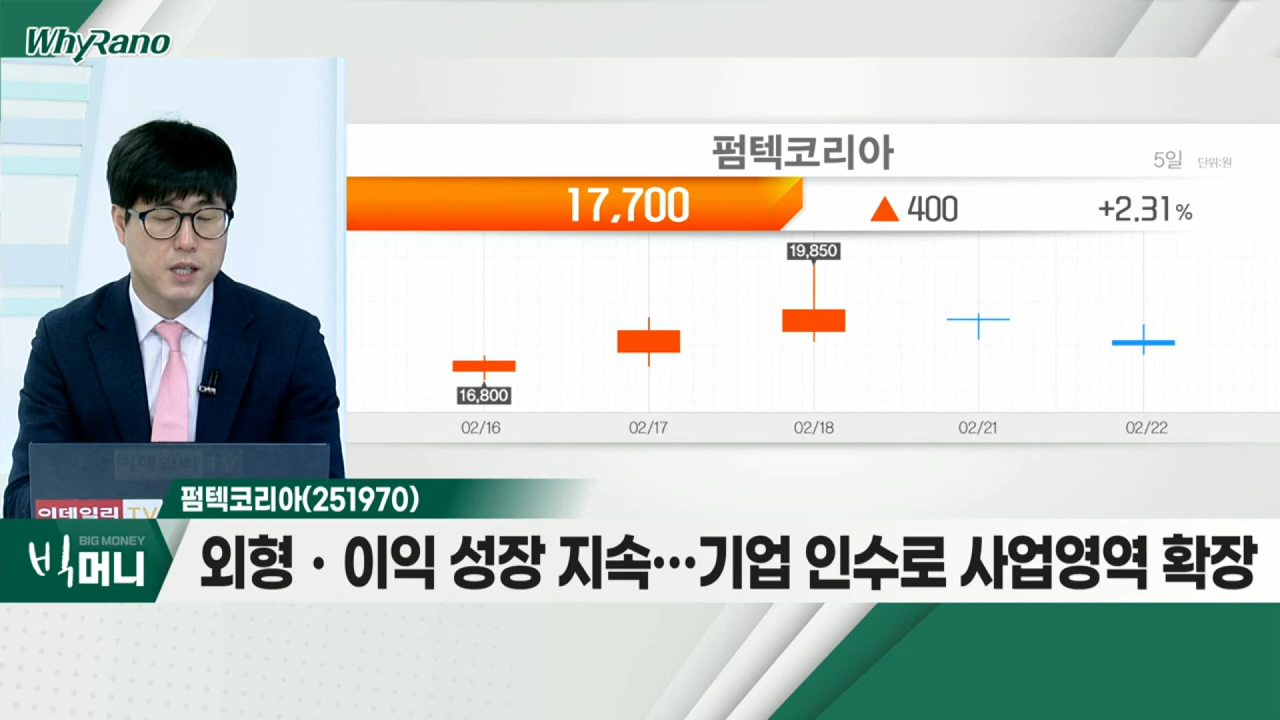 WhyRano
펌텍코리아
5일 단위:원
17,700 ▲400 +2.31%
19,850
16,800
02/16 02/17 02/18 02/21 02/22
이데일리 TV
펌텍코리아(251970)
빅머니 BIG MONEY
외형·이익 성장 지속…기업 인수로 사업영역 확장